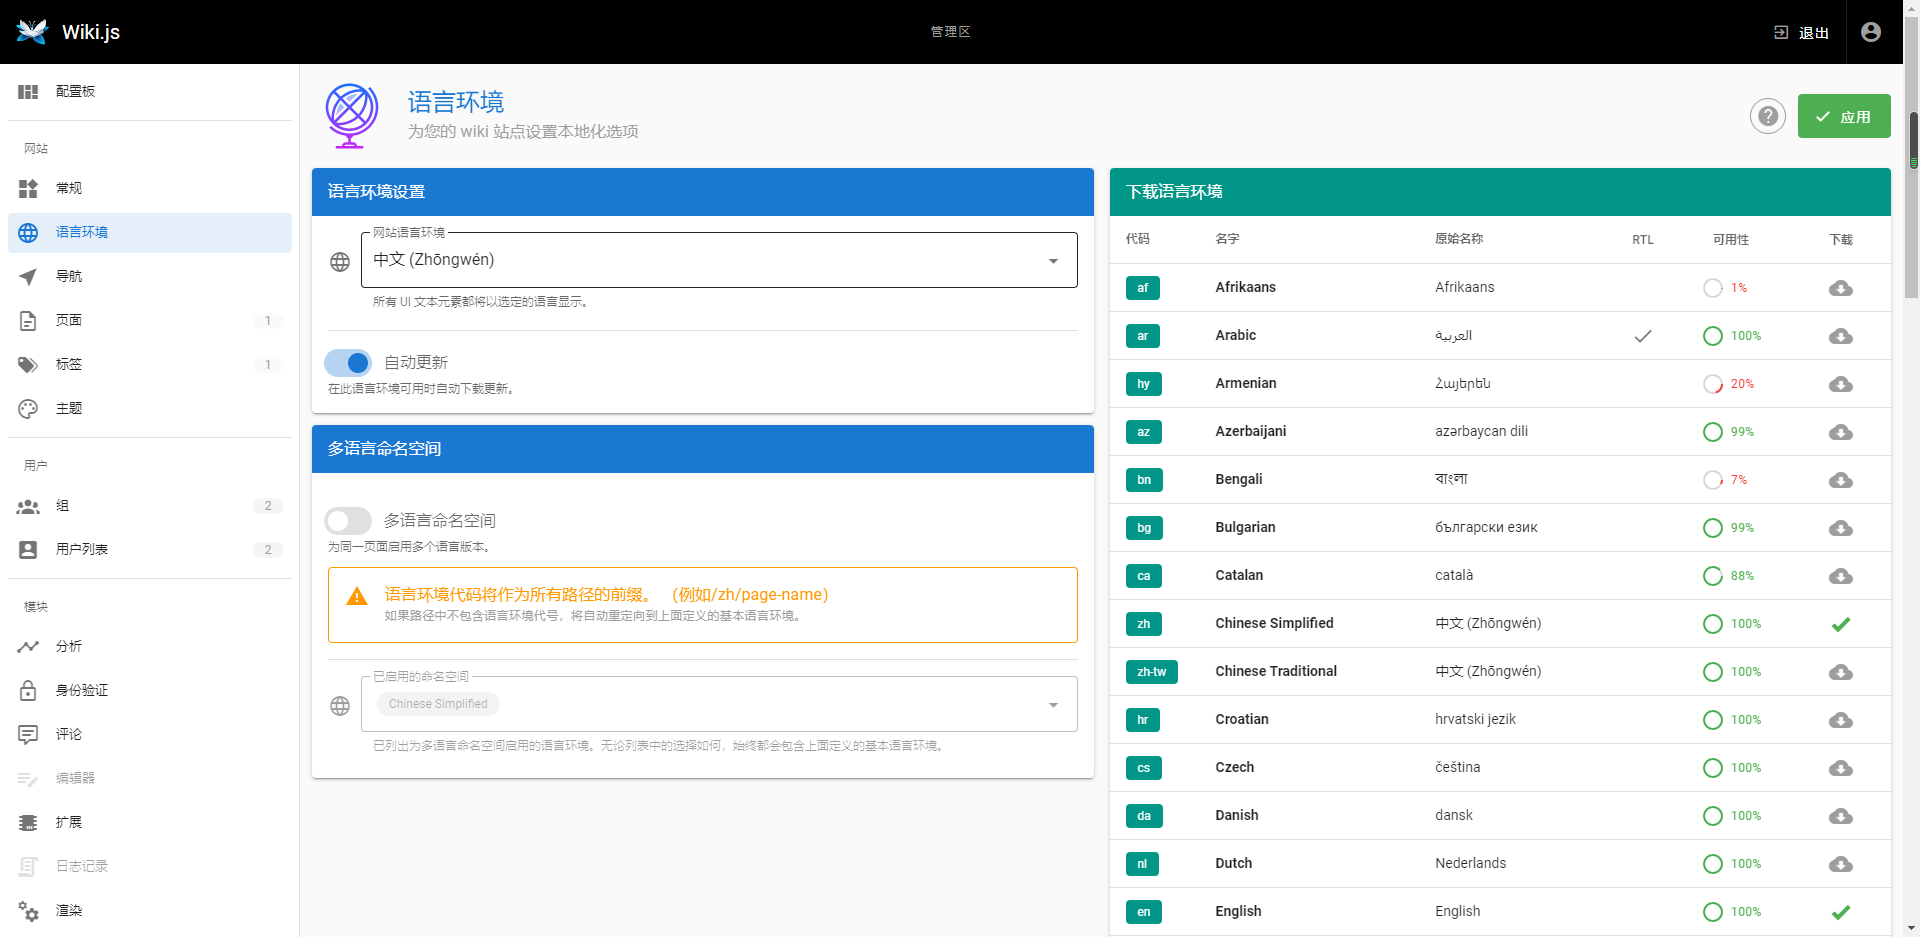 Wiki.js
管理区
退出
配置板
网站
常规
语言环境
导航
页面 1
标签 1
主题
用户
组 2
用户列表 2
模块
分析
身份验证
评论
编辑器
扩展
日志记录
渲染
语言环境
为您的 wiki 站点设置本地化选项
应用
语言环境设置
网站语言环境
中文 (Zhōngwén)
所有 UI 文本元素都将以选定的语言显示。
自动更新
在此语言环境可用时自动下载更新。
多语言命名空间
多语言命名空间
为同一页面启用多个语言版本。
语言环境代码将作为所有路径的前缀。 （例如/zh/page-name）
如果路径中不包含语言环境代号，将自动重定向到上面定义的基本语言环境。
已启用的命名空间
Chinese Simplified
已列出为多语言命名空间启用的语言环境。无论列表中的选择如何，始终都会包含上面定义的基本语言环境。
下载语言环境
代码 名字 原始名称 RTL 可用性 下载
af Afrikaans Afrikaans 1%
ar Arabic العربية 100%
hy Armenian Հայերեն 20%
az Azerbaijani azərbaycan dili 99%
bn Bengali বাংলা 7%
bg Bulgarian български език 99%
ca Catalan català 88%
zh Chinese Simplified 中文 (Zhōngwén) 100%
zh-tw Chinese Traditional 中文 (Zhōngwén) 100%
hr Croatian hrvatski jezik 100%
cs Czech čeština 100%
da Danish dansk 100%
nl Dutch Nederlands 100%
en English English 100%